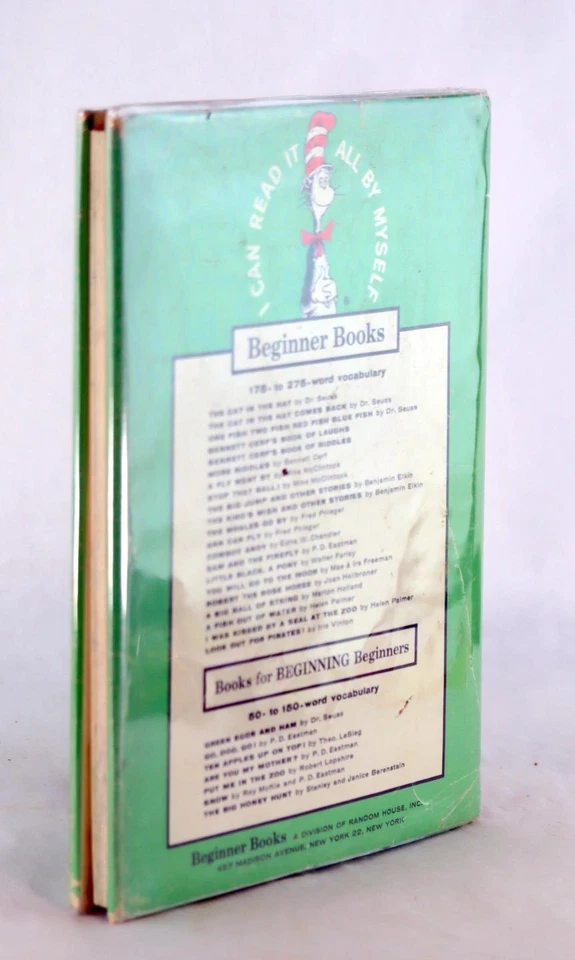 I CAN READ IT ALL BY MYSELF
®
Beginner Books
175- to 275-word vocabulary
THE CAT IN THE HAT by Dr. Seuss
THE CAT IN THE HAT COMES BACK by Dr. Seuss
ONE FISH TWO FISH RED FISH BLUE FISH by Dr. Seuss
BENNETT CERF'S BOOK OF LAUGHS
BENNETT CERF'S BOOK OF RIDDLES
MORE RIDDLES by Bennett Cerf
A FLY WENT BY by Mike McClintock
STOP THAT BALL! by Mike McClintock
THE BIG JUMP AND OTHER STORIES by Benjamin Elkin
THE KING'S WISH AND OTHER STORIES by Benjamin Elkin
THE WHALES GO BY by Fred Phleger
ANN CAN FLY by Fred Phleger
COWBOY ANDY by Edna W. Chandler
SAM AND THE FIREFLY by P. D. Eastman
LITTLE BLACK, A PONY by Walter Farley
YOU WILL GO TO THE MOON by Mae & Ira Freeman
ROBERT THE ROSE HORSE by Joan Heilbroner
A BIG BALL OF STRING by Marion Holland
A FISH OUT OF WATER by Helen Palmer
I WAS KISSED BY A SEAL AT THE ZOO by Helen Palmer
LOOK OUT FOR PIRATES! by Iris Vinton
Books for BEGINNING Beginners
50- to 150-word vocabulary
GREEN EGGS AND HAM by Dr. Seuss
GO, DOG, GO! by P. D. Eastman
TEN APPLES UP ON TOP! by Theo. LeSieg
ARE YOU MY MOTHER? by P. D. Eastman
PUT ME IN THE ZOO by Robert Lopshire
SNOW by Roy McKie and P. D. Eastman
THE BIG HONEY HUNT by Stanley and Janice Berenstain
Beginner Books A DIVISION OF RANDOM HOUSE, INC.
457 MADISON AVENUE, NEW YORK 22, NEW YORK